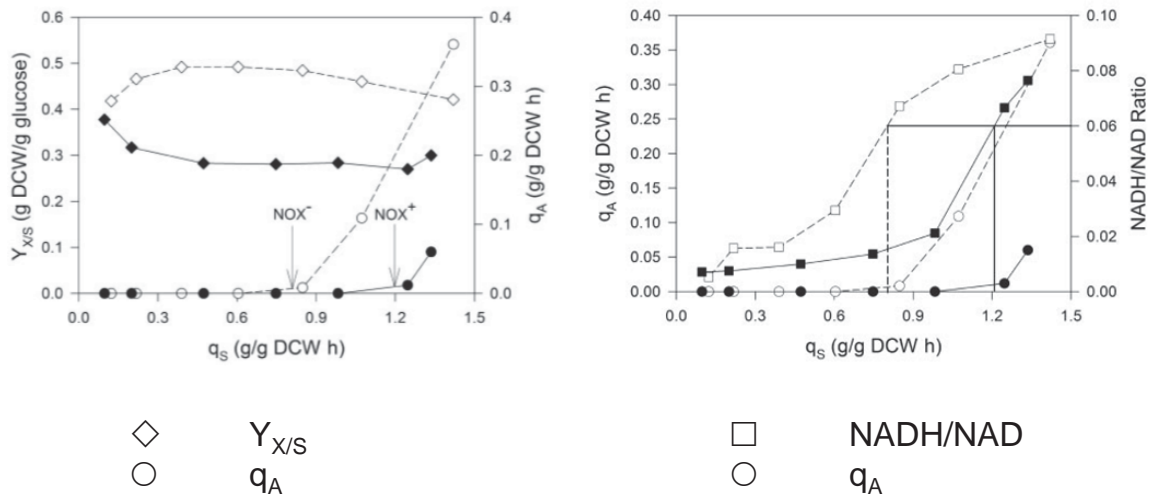 0.6
0.5
0.4
0.3
0.2
0.1
0.0
Y_X/S (g DCW/g glucose)
0.4
0.3
0.2
0.1
0.0
q_A (g/g DCW h)
NOX⁻
NOX⁺
0.0 0.3 0.6 0.9 1.2 1.5
q_S (g/g DCW h)
0.40
0.35
0.30
0.25
0.20
0.15
0.10
0.05
0.00
q_A (g/g DCW h)
0.10
0.08
0.06
0.04
0.02
0.00
NADH/NAD Ratio
0.0 0.3 0.6 0.9 1.2 1.5
q_S (g/g DCW h)
Y_X/S
q_A
NADH/NAD
q_A